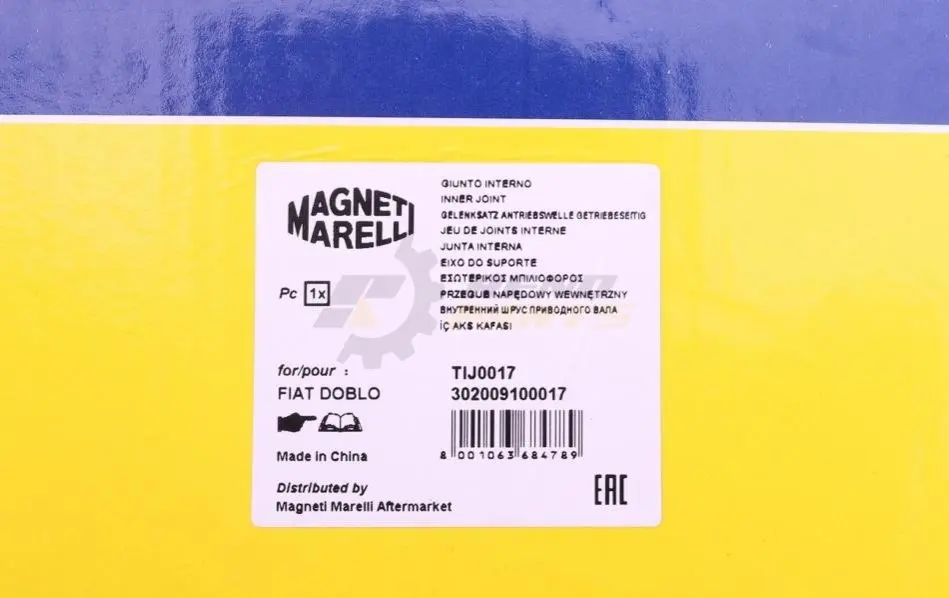 MAGNETI
MARELLI
GIUNTO INTERNO
INNER JOINT
GELENKSATZ ANTRIEBSWELLE GETRIEBESEITIG
JEU DE JOINTS INTERNE
JUNTA INTERNA
EIXO DO SUPORTE
ΕΣΩΤΕΡΙΚΟΣ ΜΠΙΛΙΟΦΟΡΟΣ
PRZEGUB NAPĘDOWY WEWNĘTRZNY
ВНУТРЕННИЙ ШРУС ПРИВОДНОГО ВАЛА
İÇ AKS KAFASI
Pc 1x
for/pour :
FIAT DOBLO
TIJ0017
302009100017
8 001063 684789
Made in China
Distributed by
Magneti Marelli Aftermarket
EAC